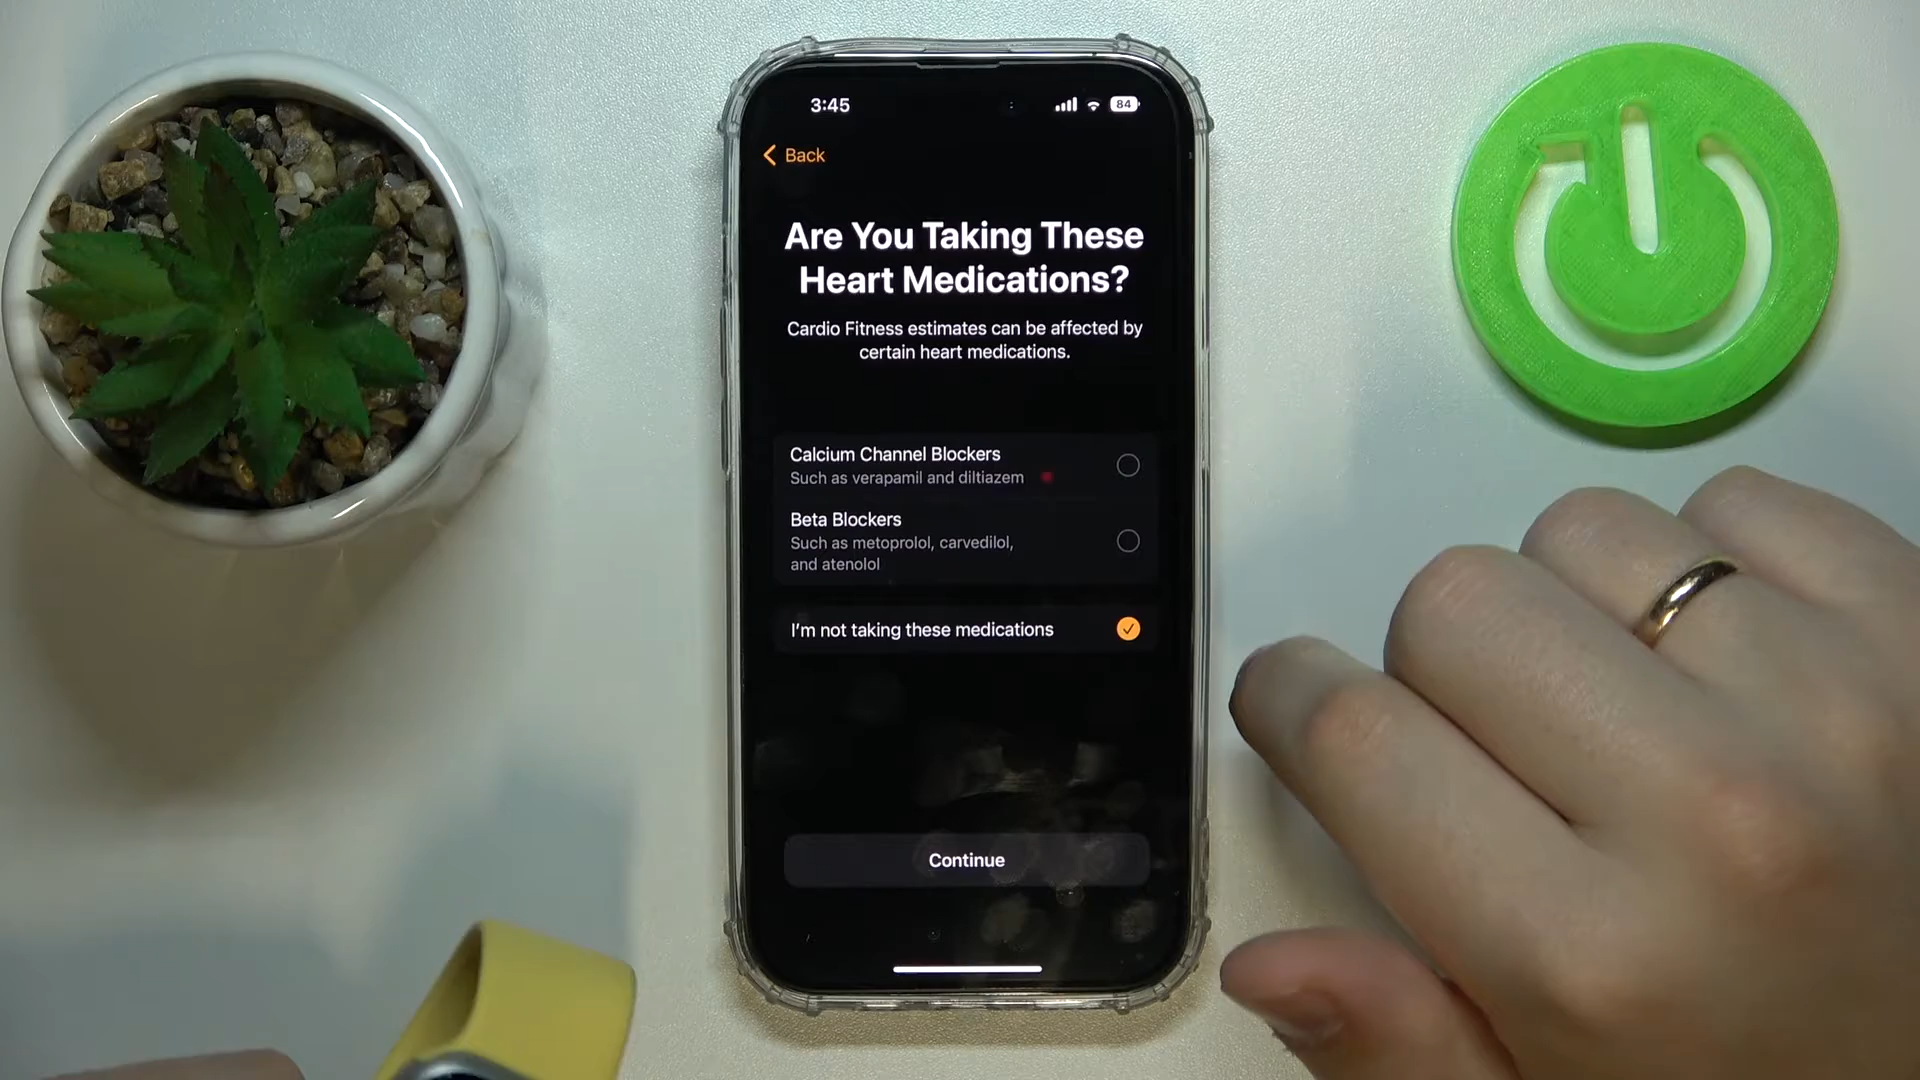 3:45
84
Back
Are You Taking These
Heart Medications?
Cardio Fitness estimates can be affected by
certain heart medications.
Calcium Channel Blockers
Such as verapamil and diltiazem
Beta Blockers
Such as metoprolol, carvedilol,
and atenolol
I'm not taking these medications
Continue